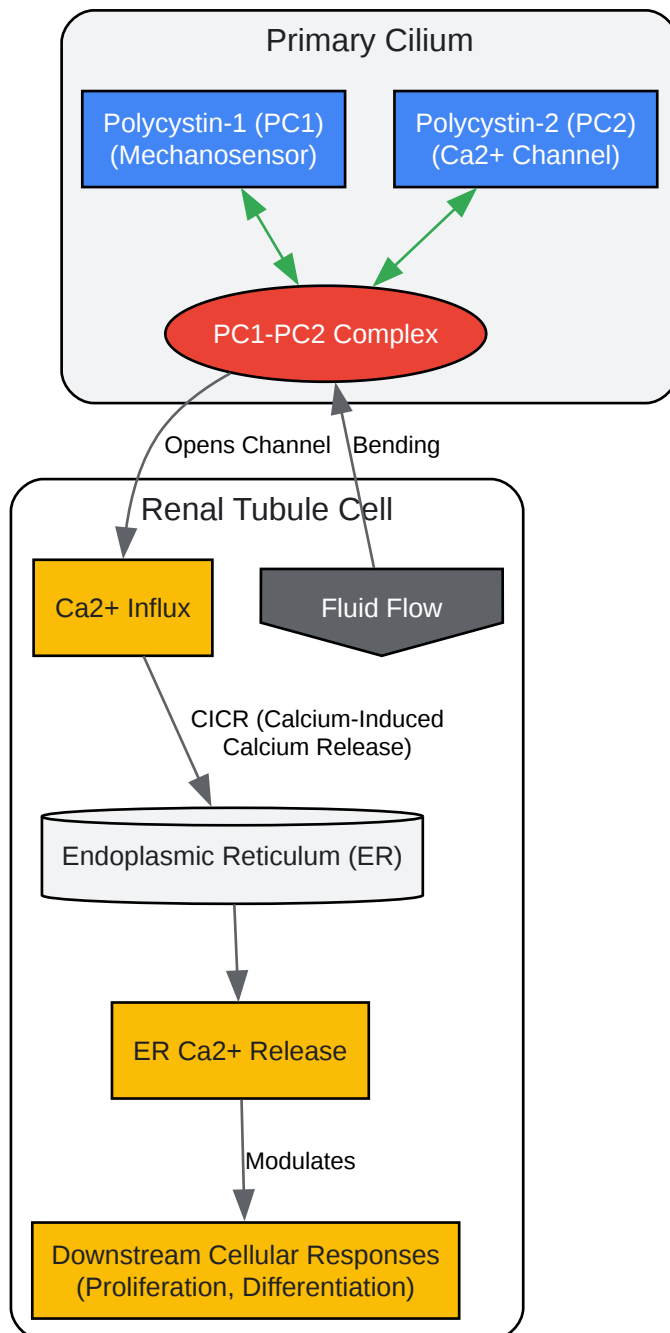 Primary Cilium
Polycystin-1 (PC1)
(Mechanosensor)
Polycystin-2 (PC2)
(Ca2+ Channel)
PC1-PC2 Complex
Opens Channel
Bending
Renal Tubule Cell
Ca2+ Influx
Fluid Flow
CICR (Calcium-Induced
Calcium Release)
Endoplasmic Reticulum (ER)
ER Ca2+ Release
Modulates
Downstream Cellular Responses
(Proliferation, Differentiation)